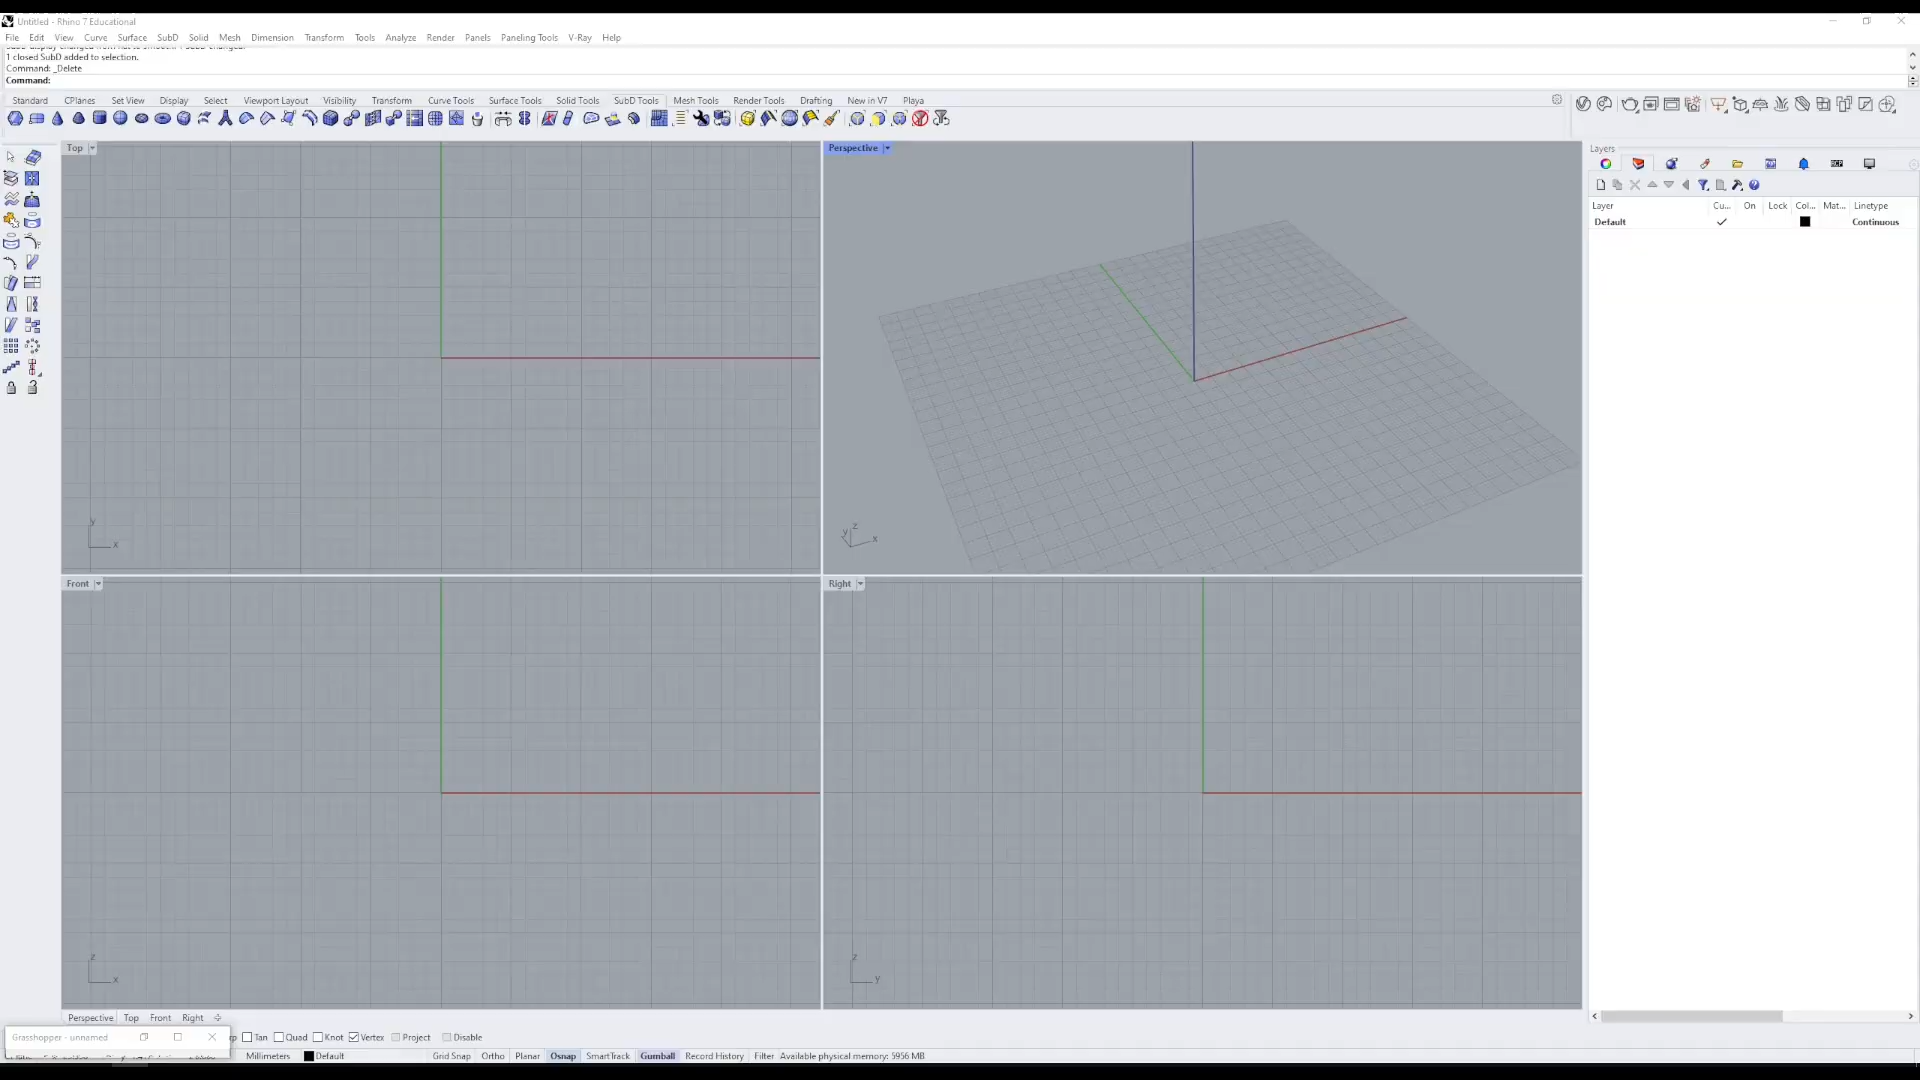 Untitled - Rhino 7 Educational
File Edit View Curve Surface Solid SubD Mesh Dimension Transform Tools Analyze Render Panels Paneling Tools V-Ray Help
1 closed SubD added to selection.
Command: _Delete
Command:
Standard CPlanes Set View Display Select Viewport Layout Visibility Transform Curve Tools Surface Tools Solid Tools SubD Tools Mesh Tools Render Tools Drafting New in V7 Playa
Top
Perspective
Layers
Layer Cu... On Lock Col... Mat... Linetype
Default Continuous
y
x
z
y
x
Front
Right
z
x
z
y
Perspective Top Front Right
Grasshopper - unnamed
Tan Quad Knot Vertex Project Disable
Millimeters Default Grid Snap Ortho Planar Osnap SmartTrack Gumball Record History Filter Available physical memory: 5956 MB